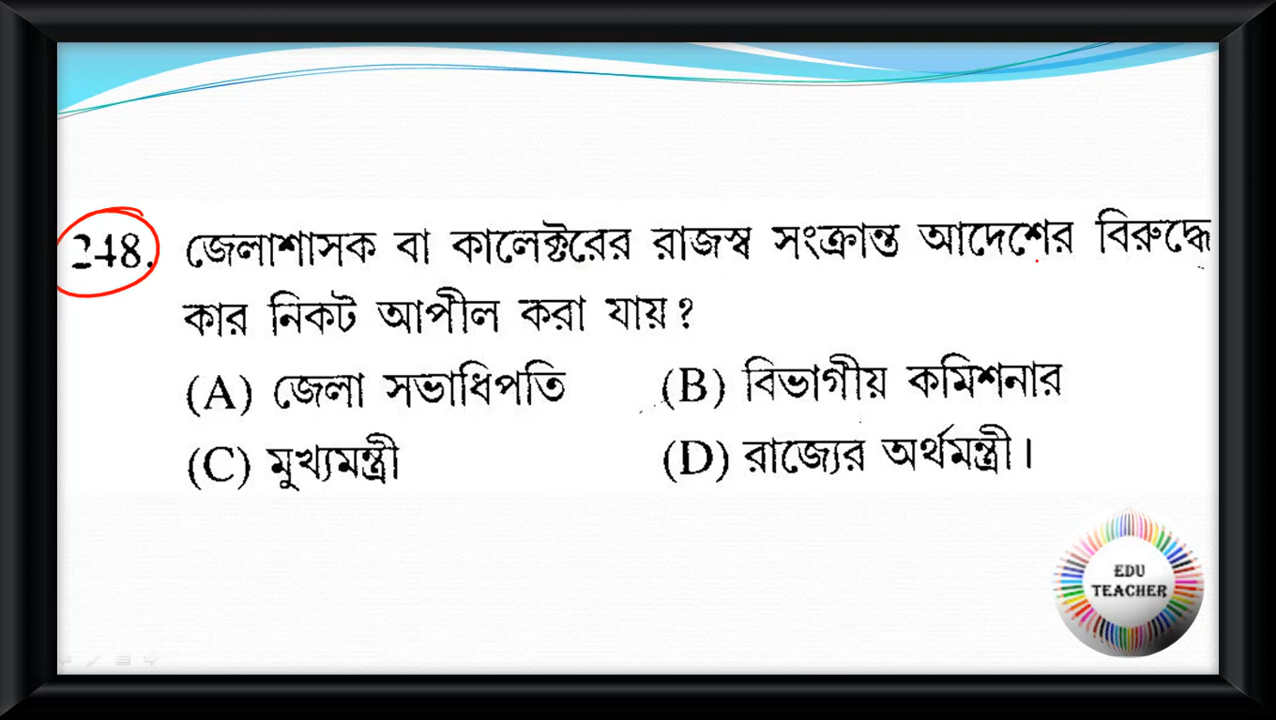 248. জেলাশাসক বা কালেক্টরের রাজস্ব সংক্রান্ত আদেশের বিরুদ্ধে
কার নিকট আপীল করা যায়?
(A) জেলা সভাধিপতি (B) বিভাগীয় কমিশনার
(C) মুখ্যমন্ত্রী (D) রাজ্যের অর্থমন্ত্রী।
EDU
TEACHER